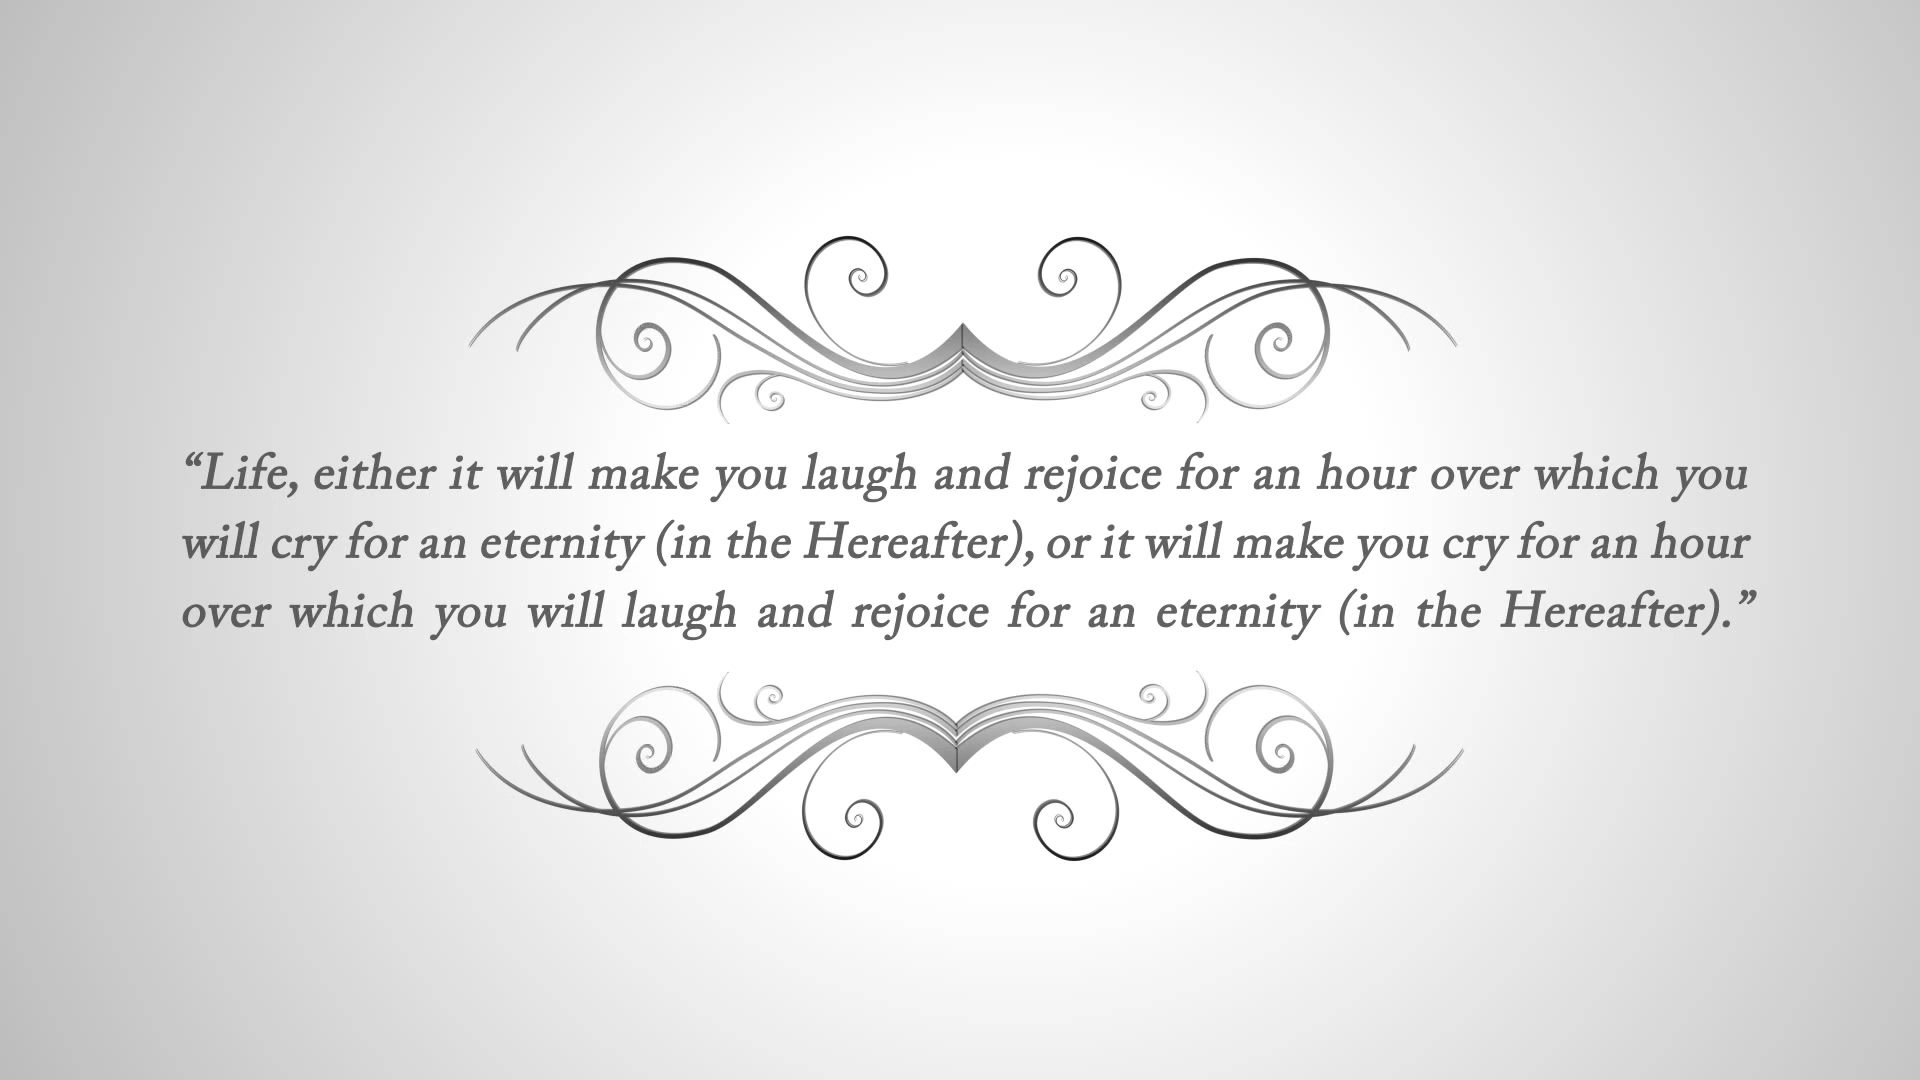 “Life, either it will make you laugh and rejoice for an hour over which you
will cry for an eternity (in the Hereafter), or it will make you cry for an hour
over which you will laugh and rejoice for an eternity (in the Hereafter).”